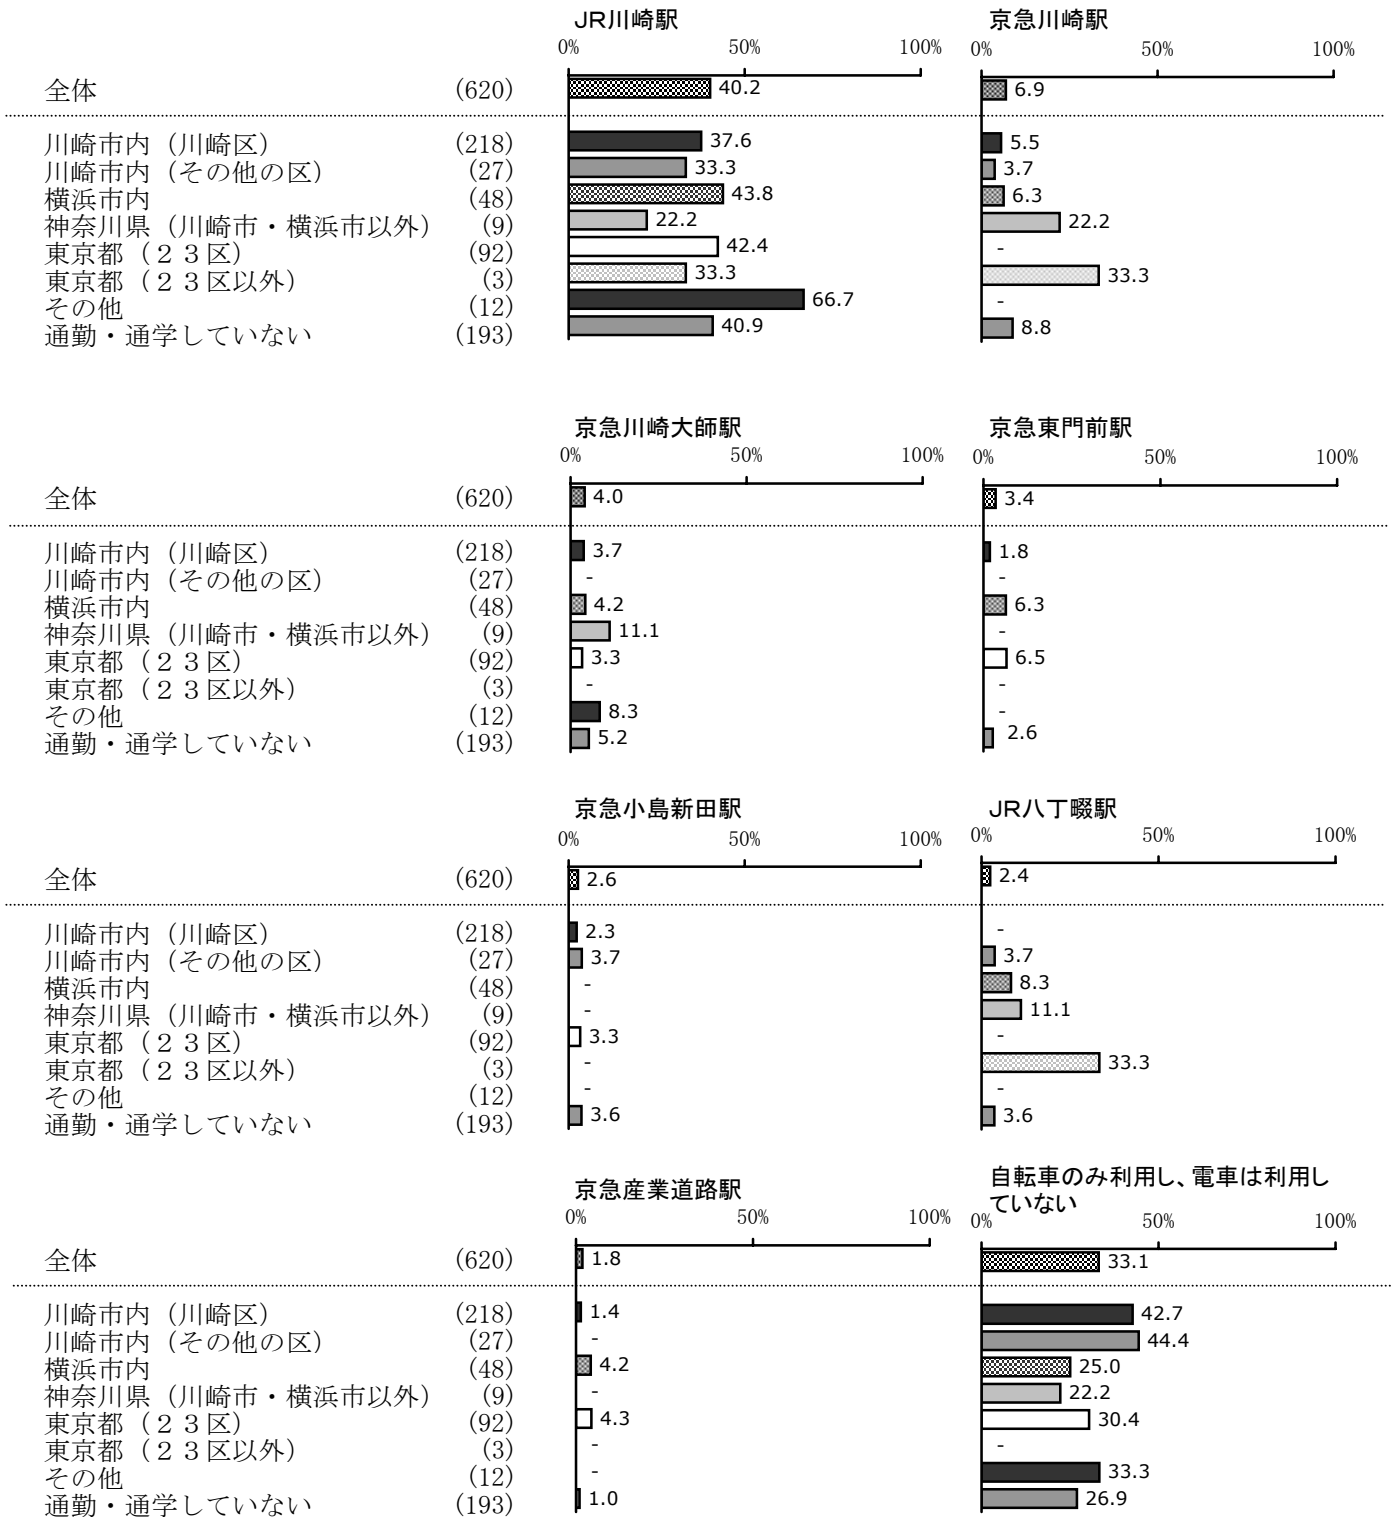 JR川崎駅 京急川崎駅
0% 50% 100% 0% 50% 100%
全体 (620) 40.2 6.9
川崎市内（川崎区） (218) 37.6 5.5
川崎市内（その他の区） (27) 33.3 3.7
横浜市内 (48) 43.8 6.3
神奈川県（川崎市・横浜市以外） (9) 22.2 22.2
東京都（２３区） (92) 42.4 -
東京都（２３区以外） (3) 33.3 33.3
その他 (12) 66.7 -
通勤・通学していない (193) 40.9 8.8
京急川崎大師駅 京急東門前駅
0% 50% 100% 0% 50% 100%
全体 (620) 4.0 3.4
川崎市内（川崎区） (218) 3.7 1.8
川崎市内（その他の区） (27) - -
横浜市内 (48) 4.2 6.3
神奈川県（川崎市・横浜市以外） (9) 11.1 -
東京都（２３区） (92) 3.3 6.5
東京都（２３区以外） (3) - -
その他 (12) 8.3 -
通勤・通学していない (193) 5.2 2.6
京急小島新田駅 JR八丁畷駅
0% 50% 100% 0% 50% 100%
全体 (620) 2.6 2.4
川崎市内（川崎区） (218) 2.3 -
川崎市内（その他の区） (27) 3.7 3.7
横浜市内 (48) - 8.3
神奈川県（川崎市・横浜市以外） (9) - 11.1
東京都（２３区） (92) 3.3 -
東京都（２３区以外） (3) - 33.3
その他 (12) - -
通勤・通学していない (193) 3.6 3.6
京急産業道路駅 自転車のみ利用し、電車は利用し
ていない
0% 50% 100% 0% 50% 100%
全体 (620) 1.8 33.1
川崎市内（川崎区） (218) 1.4 42.7
川崎市内（その他の区） (27) - 44.4
横浜市内 (48) 4.2 25.0
神奈川県（川崎市・横浜市以外） (9) - 22.2
東京都（２３区） (92) 4.3 30.4
東京都（２３区以外） (3) - -
その他 (12) - 33.3
通勤・通学していない (193) 1.0 26.9